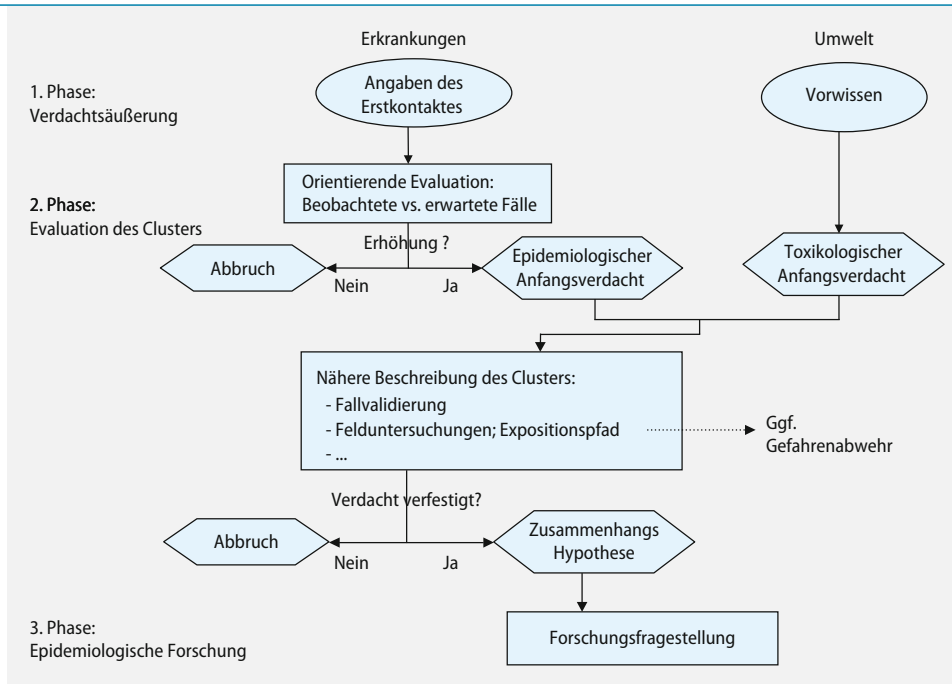 Erkrankungen
Umwelt
1. Phase:
Verdachtsäußerung
Angaben des
Erstkontaktes
Vorwissen
Orientierende Evaluation:
Beobachtete vs. erwartete Fälle
2. Phase:
Evaluation des Clusters
Erhöhung ?
Abbruch
Nein
Ja
Epidemiologischer
Anfangsverdacht
Toxikologischer
Anfangsverdacht
Nähere Beschreibung des Clusters:
- Fallvalidierung
- Felduntersuchungen; Expositionspfad
- ...
Ggf.
Gefahrenabwehr
Verdacht verfestigt?
Abbruch
Nein
Ja
Zusammenhangs
Hypothese
3. Phase:
Epidemiologische Forschung
Forschungsfragestellung